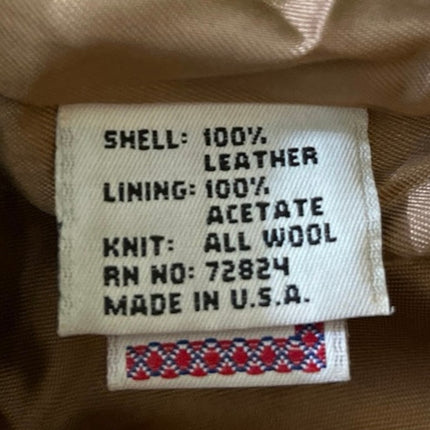 SHELL: 100%
LEATHER
LINING: 100%
ACETATE
KNIT: ALL WOOL
RN NO: 72824
MADE IN U.S.A.